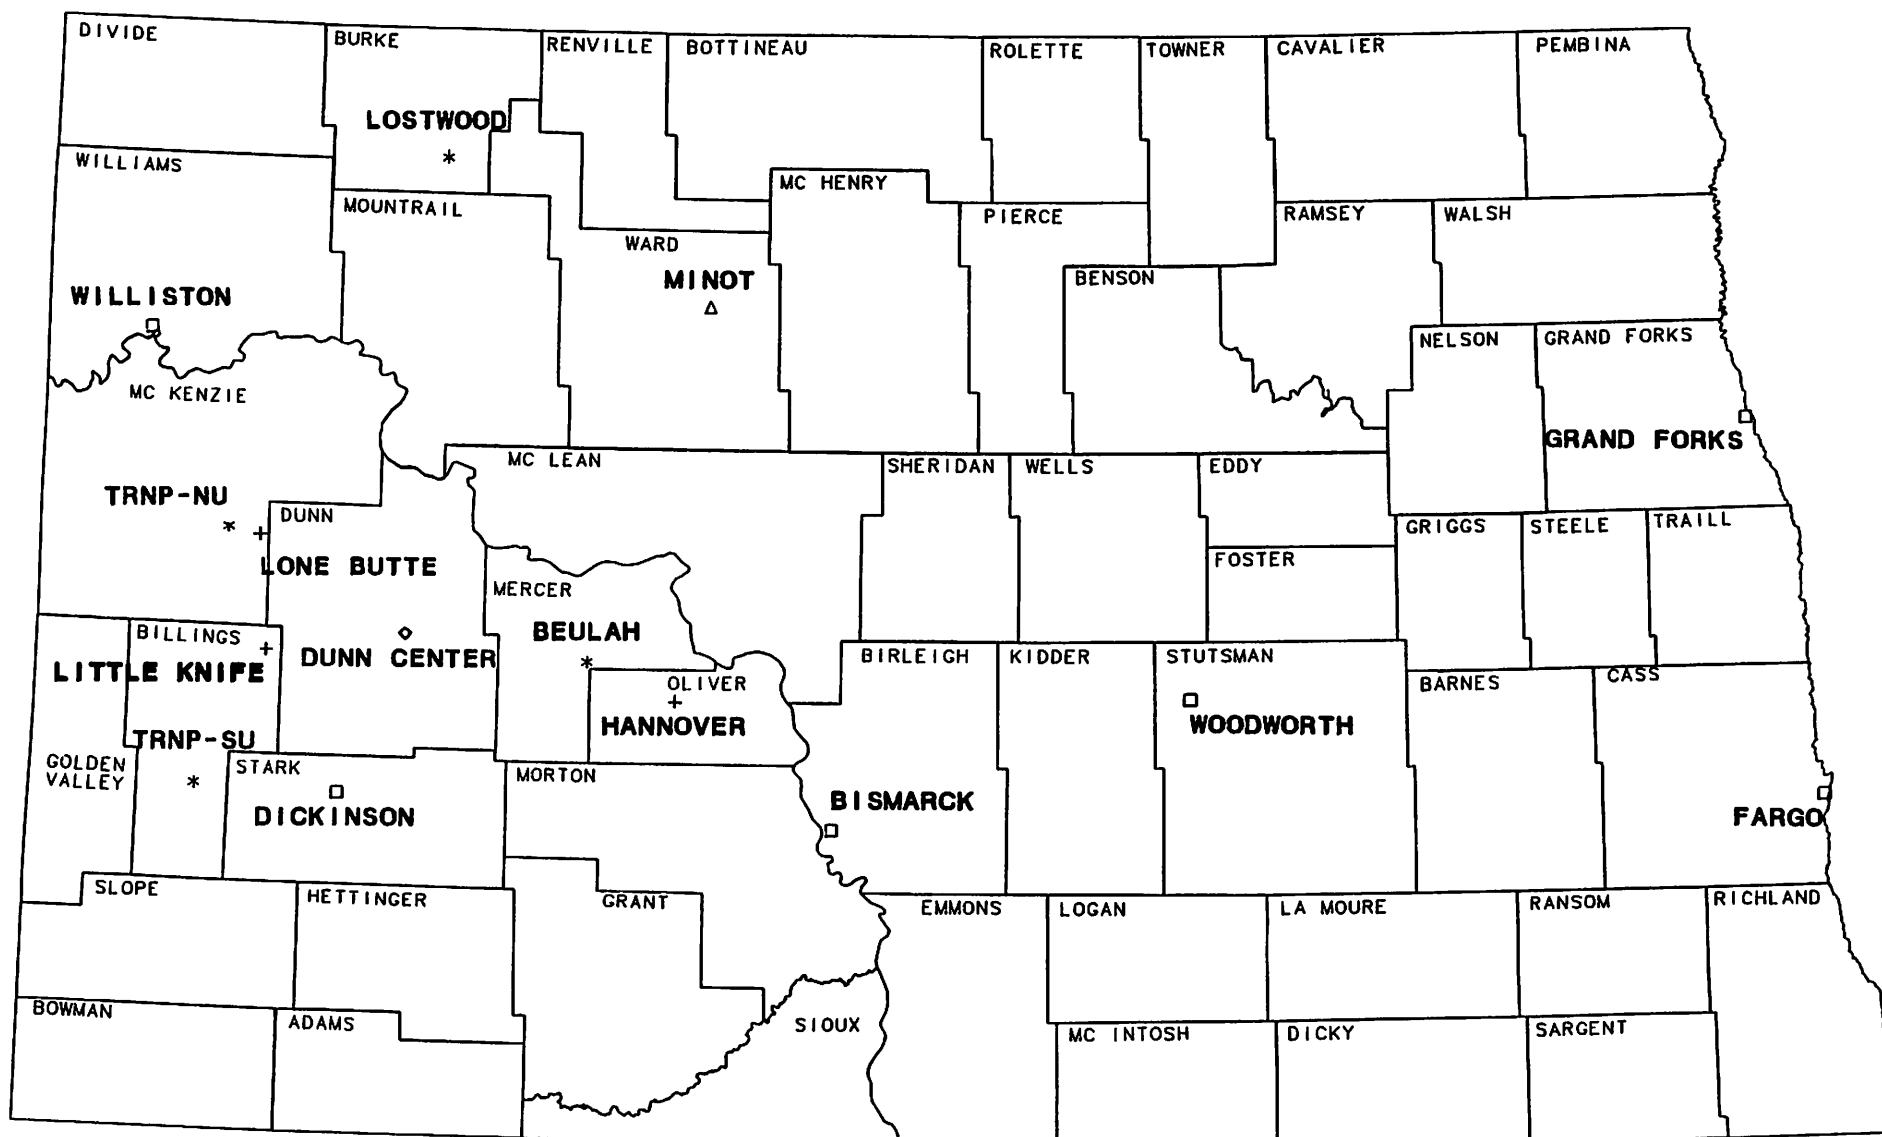 DIVIDE
BURKE
RENVILLE
BOTTINEAU
ROLETTE
TOWNER
CAVALIER
PEMBINA
LOSTWOOD
*
WILLIAMS
MC HENRY
MOUNTRAIL
PIERCE
RAMSEY
WALSH
WARD
MINOT
BENSON
WILLISTON
NELSON
GRAND FORKS
MC KENZIE
GRAND FORKS
MC LEAN
SHERIDAN
WELLS
EDDY
TRNP-NU
* +
DUNN
GRIGGS
STEELE
TRAILL
LONE BUTTE
FOSTER
MERCER
BILLINGS
+
BEULAH
*
DUNN CENTER
BIRLEIGH
KIDDER
STUTSMAN
LITTLE KNIFE
OLIVER
+
BARNES
CASS
HANNOVER
WOODWORTH
TRNP-SU
*
GOLDEN
VALLEY
STARK
MORTON
DICKINSON
BISMARCK
FARGO
SLOPE
HETTINGER
GRANT
EMMONS
LOGAN
LA MOURE
RANSOM
RICHLAND
BOWMAN
ADAMS
SIOUX
MC INTOSH
DICKY
SARGENT